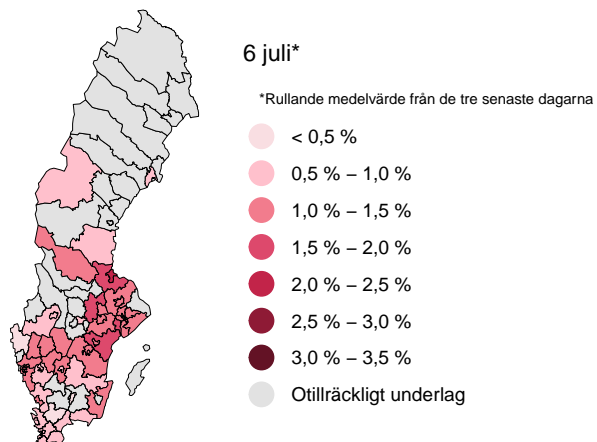 6 juli*
*Rullande medelvärde från de tre senaste dagarna
< 0,5 %
0,5 % – 1,0 %
1,0 % – 1,5 %
1,5 % – 2,0 %
2,0 % – 2,5 %
2,5 % – 3,0 %
3,0 % – 3,5 %
Otillräckligt underlag